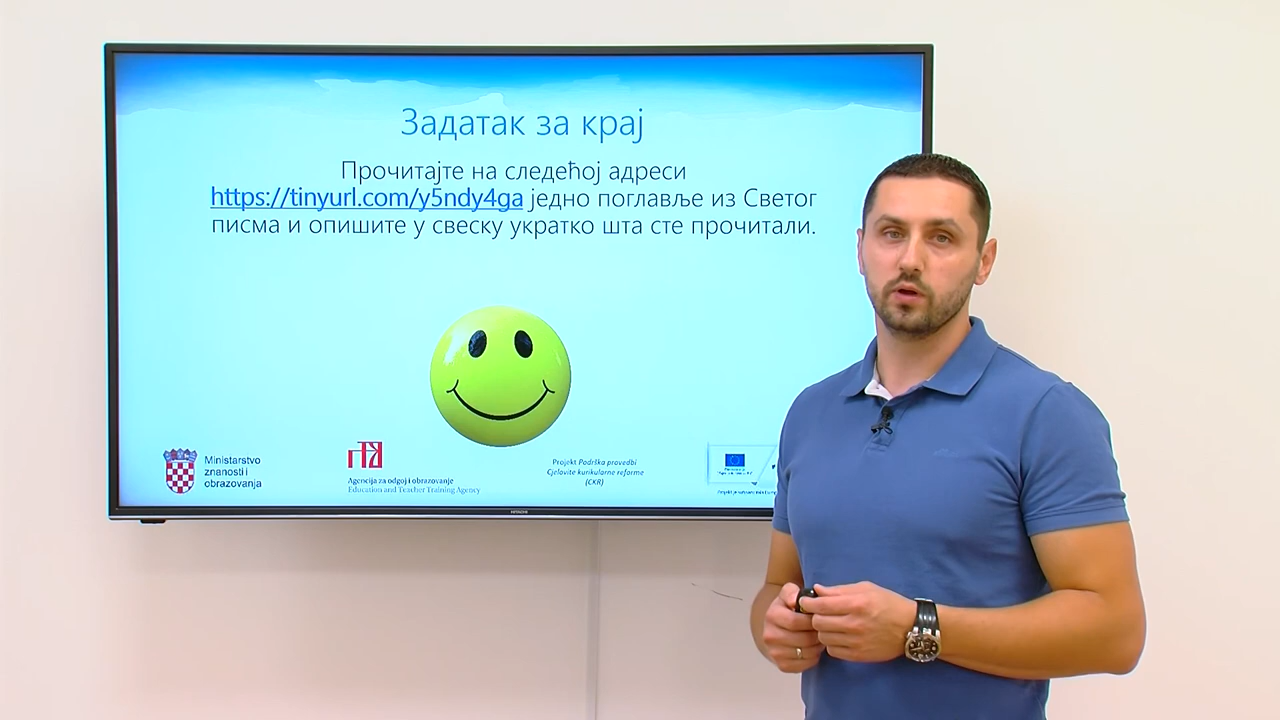 Задатак за крај
Прочитајте на следећој адреси
https://tinyurl.com/y5ndy4ga једно поглавље из Светог
писма и опишите у свеску укратко шта сте прочитали.
Ministarstvo
znanosti i
obrazovanja
Agencija za odgoj i obrazovanje
Education and Teacher Training Agency
Projekt Podrška provedbi
Cjelovite kurikularne reforme
(CKR)
HITACHI